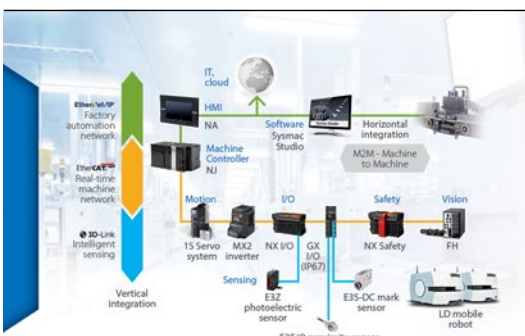 IT,
cloud
EtherNet/IP
Factory
automation
network
HMI
NA
Software
Sysmac
Studio
Horizontal
integration
Machine
Controller
NJ
M2M - Machine
to Machine
EtherCAT
Real-time
machine
network
Motion
I/O
Safety
Vision
IO-Link
Intelligent
sensing
1S Servo
system
MX2
inverter
NX I/O
GX
I/O
(IP67)
NX Safety
FH
Sensing
Vertical
integration
E3Z
photoelectric
sensor
E3S-DC mark
sensor
LD mobile
robot